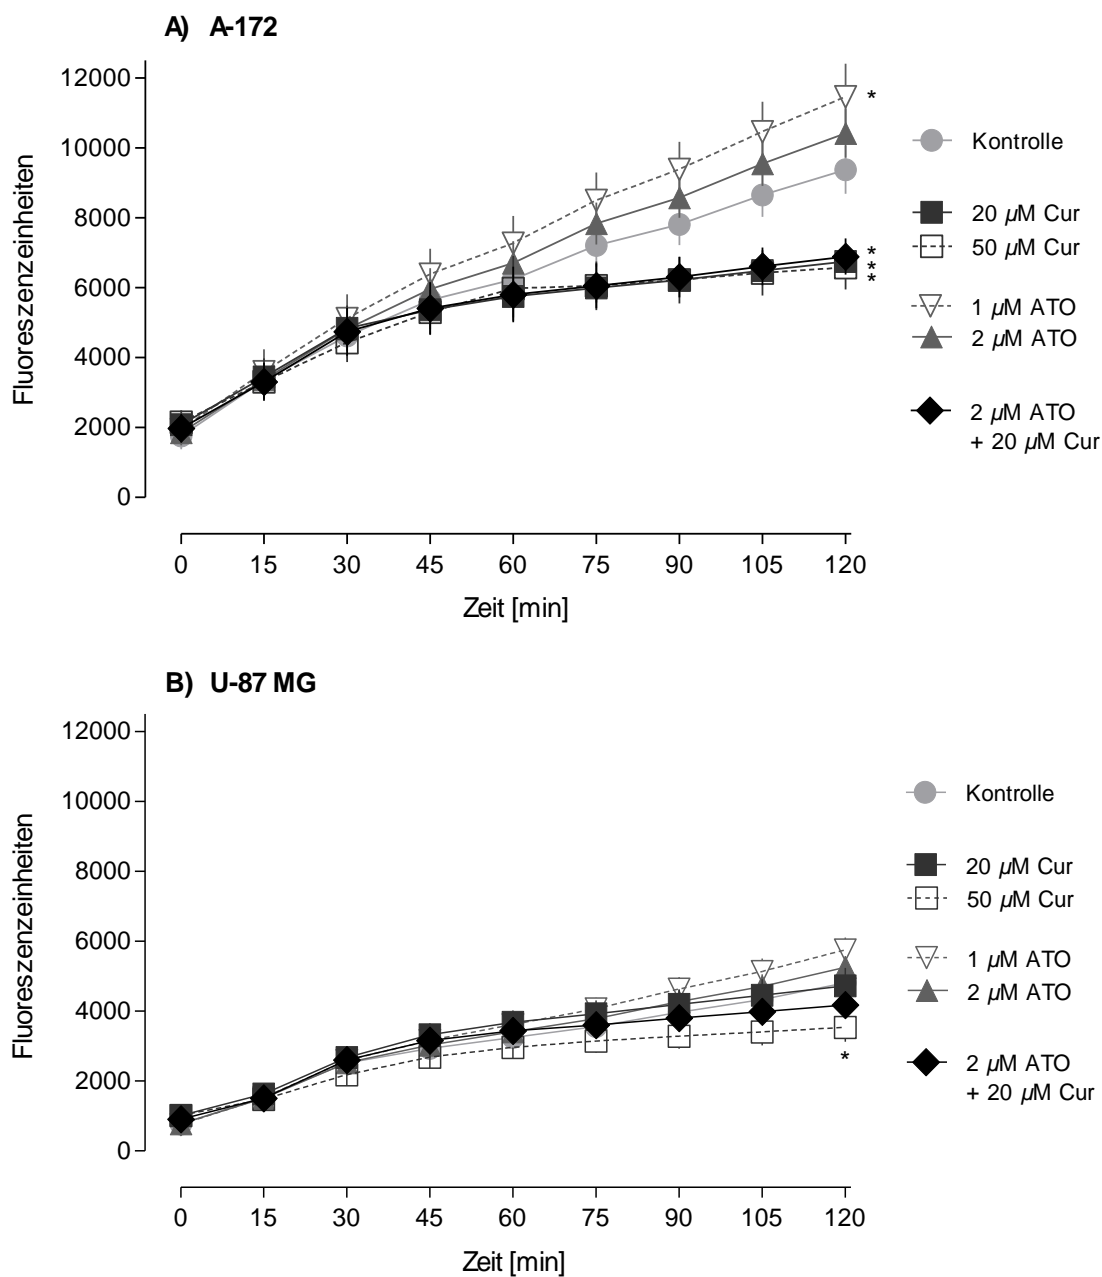 A) A-172
12000
10000
8000
6000
4000
2000
0
Fluoreszenzeinheiten
0 15 30 45 60 75 90 105 120
Zeit [min]
*
*
*
*
Kontrolle
20 µM Cur
50 µM Cur
1 µM ATO
2 µM ATO
2 µM ATO
+ 20 µM Cur
B) U-87 MG
12000
10000
8000
6000
4000
2000
0
Fluoreszenzeinheiten
0 15 30 45 60 75 90 105 120
Zeit [min]
*
Kontrolle
20 µM Cur
50 µM Cur
1 µM ATO
2 µM ATO
2 µM ATO
+ 20 µM Cur